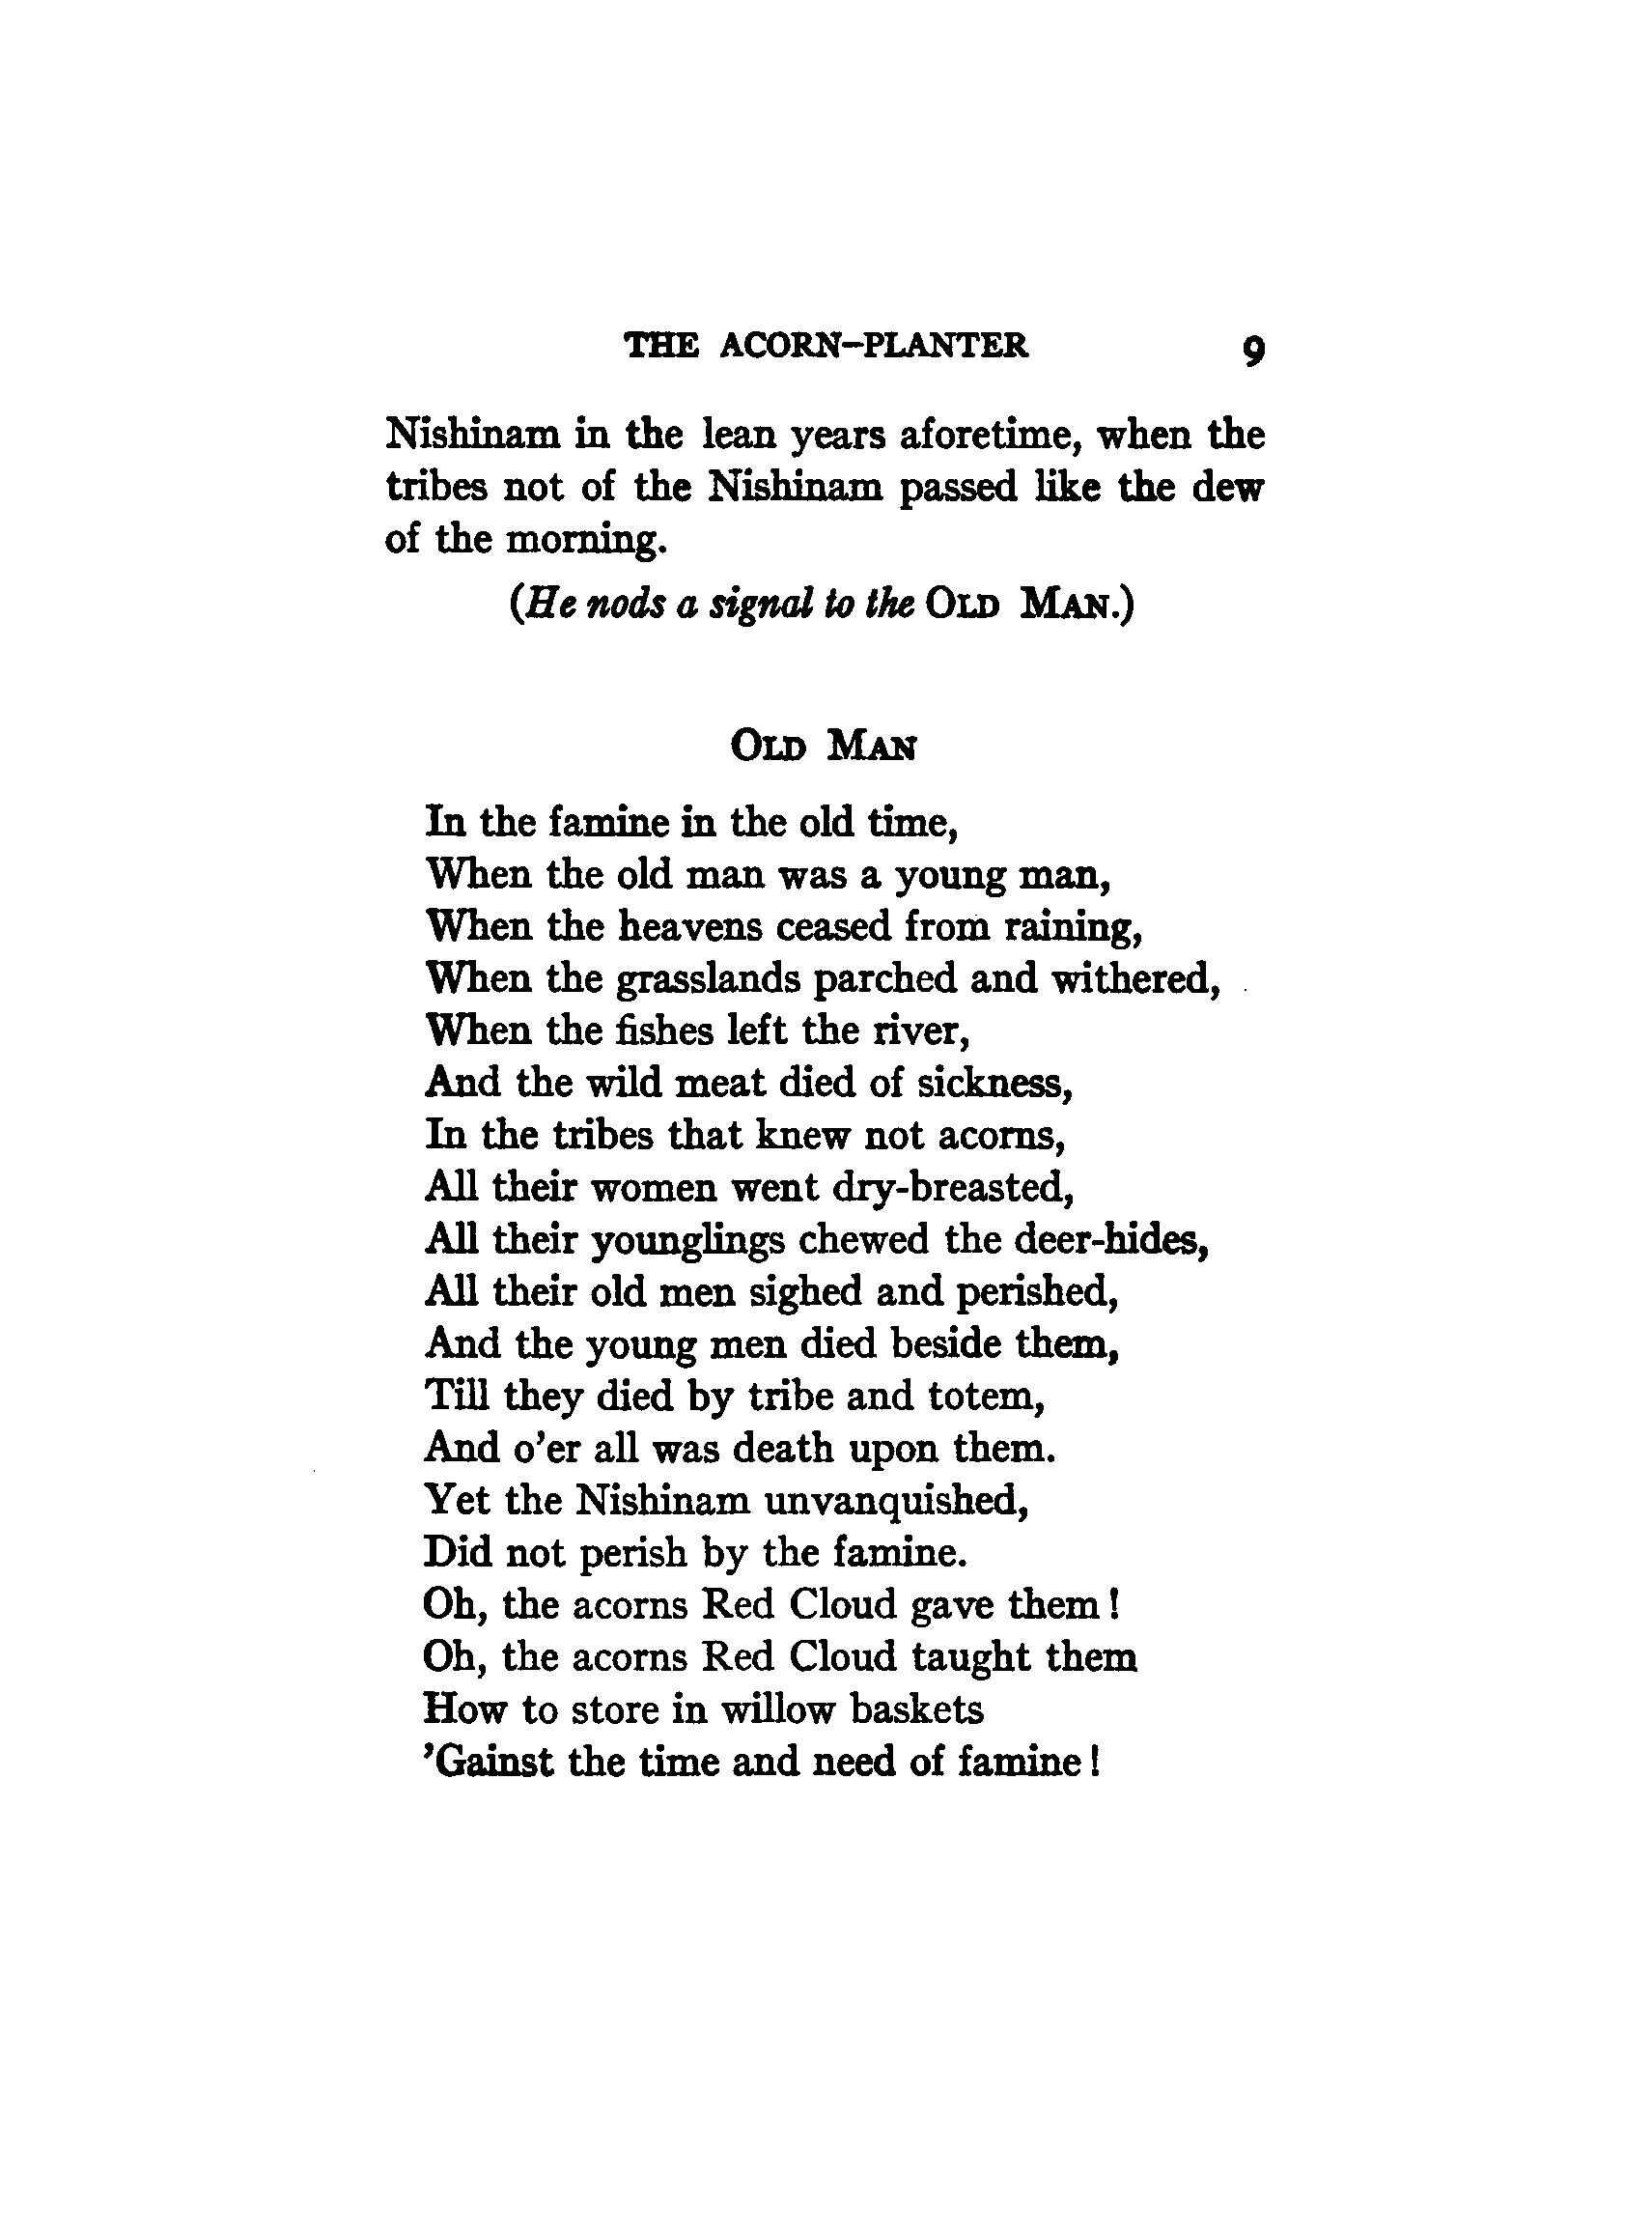 THE ACORN-PLANTER 9
Nishinam in the lean years aforetime, when the
tribes not of the Nishinam passed like the dew
of the morning.
(He nods a signal to the OLD MAN.)
OLD MAN
In the famine in the old time,
When the old man was a young man,
When the heavens ceased from raining,
When the grasslands parched and withered,
When the fishes left the river,
And the wild meat died of sickness,
In the tribes that knew not acorns,
All their women went dry-breasted,
All their younglings chewed the deer-hides,
All their old men sighed and perished,
And the young men died beside them,
Till they died by tribe and totem,
And o'er all was death upon them.
Yet the Nishinam unvanquished,
Did not perish by the famine.
Oh, the acorns Red Cloud gave them!
Oh, the acorns Red Cloud taught them
How to store in willow baskets
'Gainst the time and need of famine!